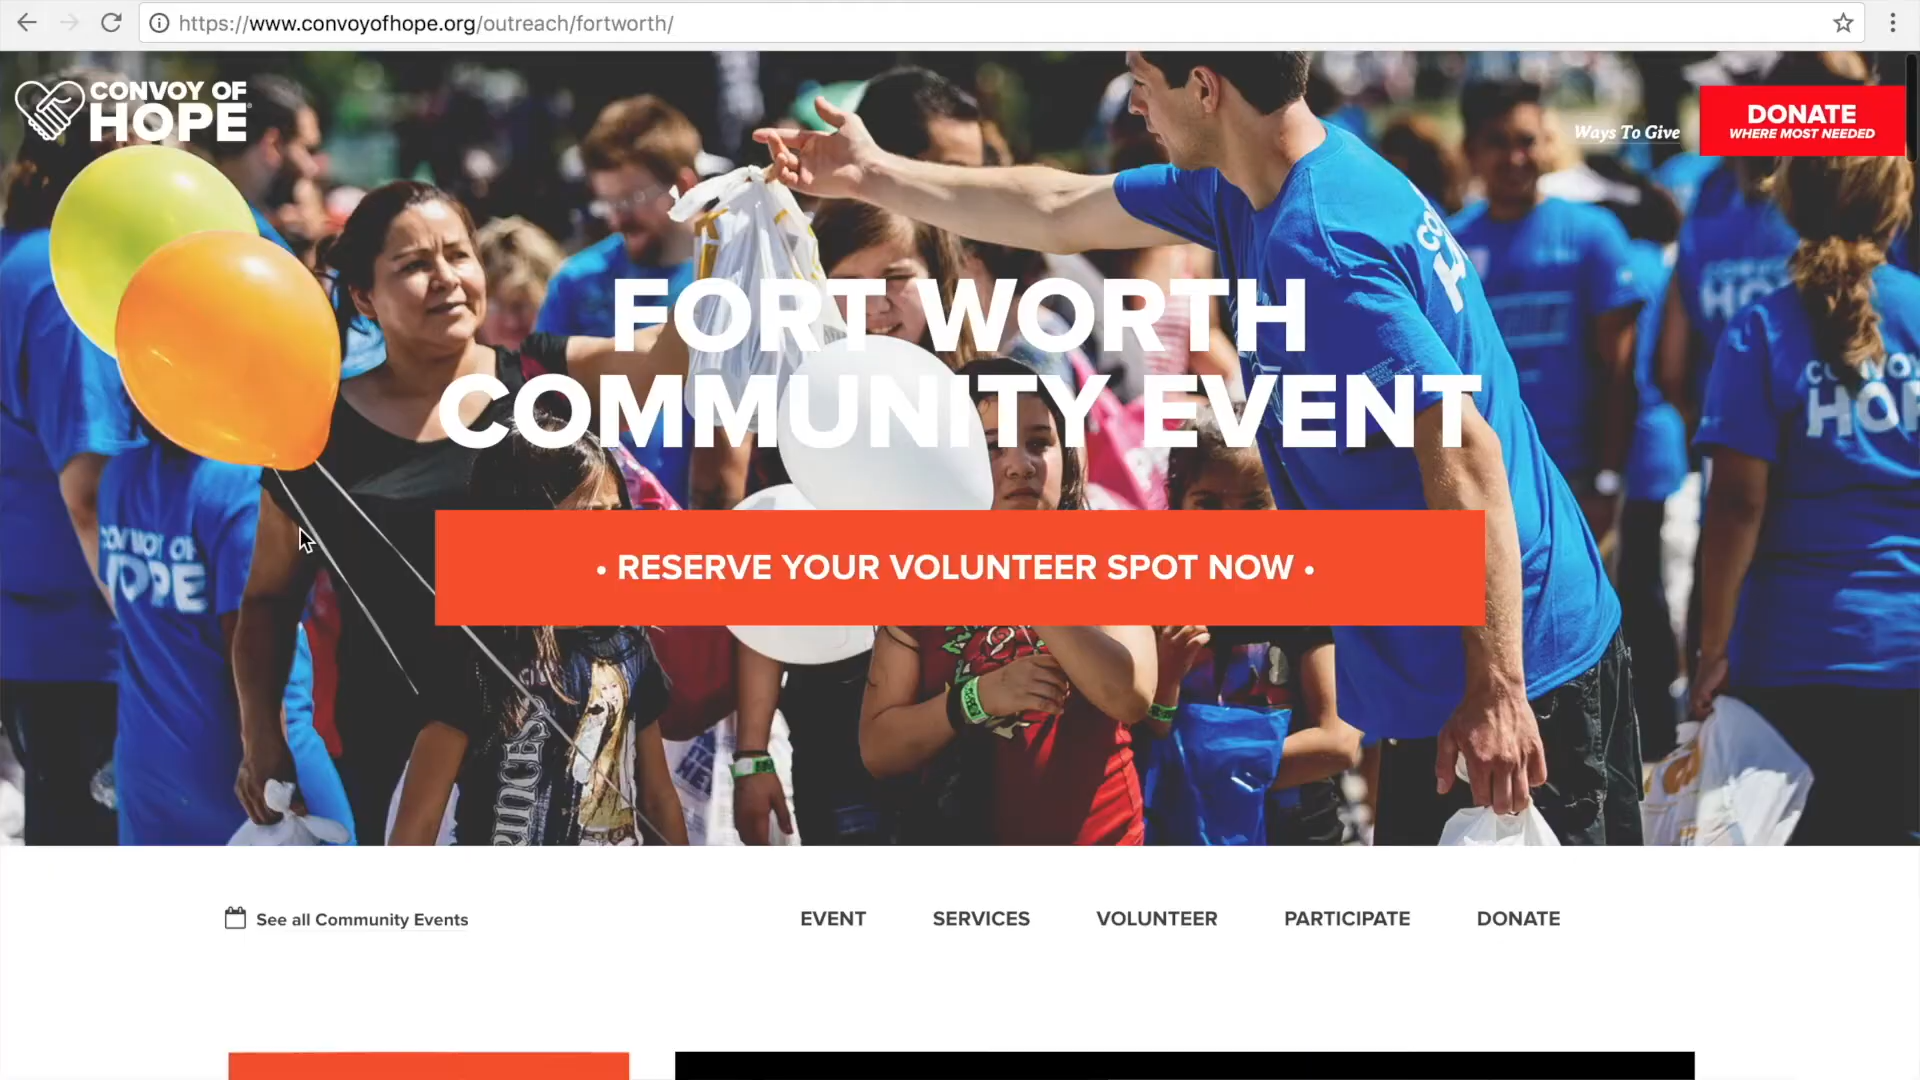 https://www.convoyofhope.org/outreach/fortworth/
CONVOY OF
HOPE
Ways To Give
DONATE
WHERE MOST NEEDED
FORT WORTH
COMMUNITY EVENT
• RESERVE YOUR VOLUNTEER SPOT NOW •
See all Community Events
EVENT
SERVICES
VOLUNTEER
PARTICIPATE
DONATE